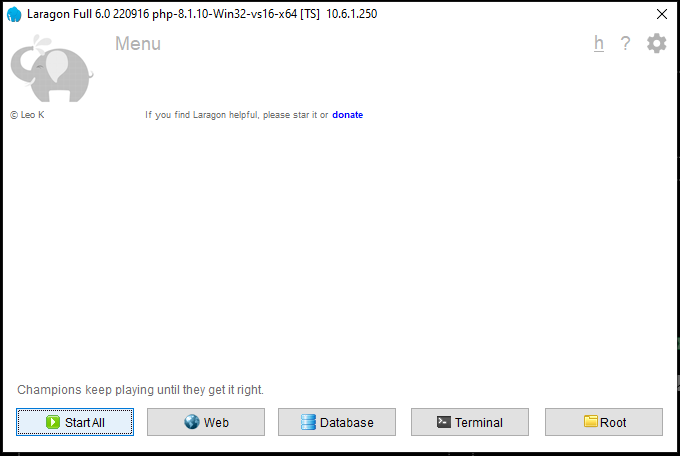 Laragon Full 6.0 220916 php-8.1.10-Win32-vs16-x64 [TS]  10.6.1.250
Menu
h ?
© Leo K
If you find Laragon helpful, please star it or donate
Champions keep playing until they get it right.
Start All
Web
Database
Terminal
Root